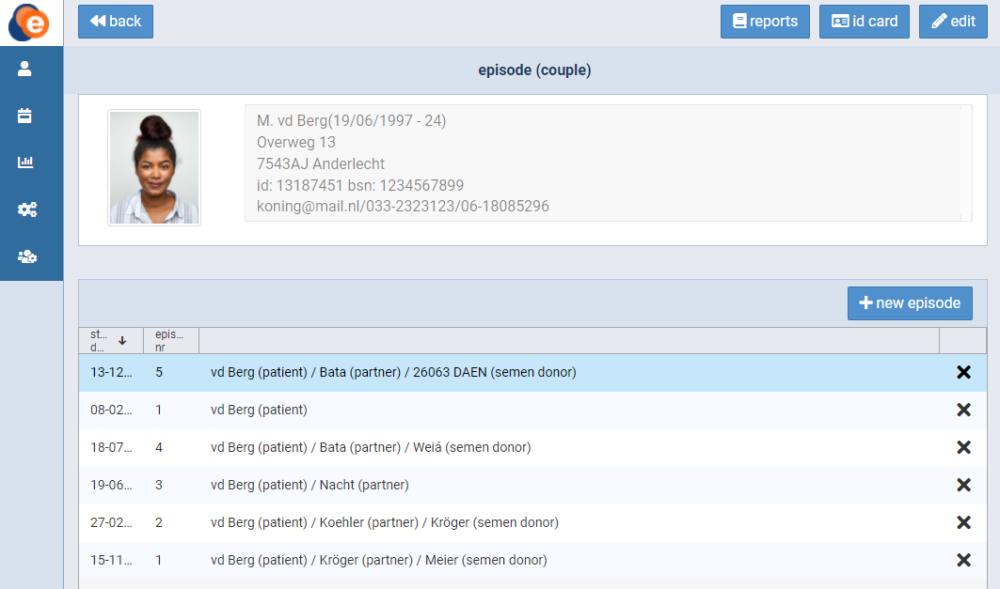 e
back
reports
id card
edit
episode (couple)
M. vd Berg(19/06/1997 - 24)
Overweg 13
7543AJ Anderlecht
id: 13187451 bsn: 1234567899
koning@mail.nl/033-2323123/06-18085296
new episode
st... d...
epis... nr
13-12... 5 vd Berg (patient) / Bata (partner) / 26063 DAEN (semen donor)
08-02... 1 vd Berg (patient)
18-07... 4 vd Berg (patient) / Bata (partner) / Weiá (semen donor)
19-06... 3 vd Berg (patient) / Nacht (partner)
27-02... 2 vd Berg (patient) / Koehler (partner) / Kröger (semen donor)
15-11... 1 vd Berg (patient) / Kröger (partner) / Meier (semen donor)